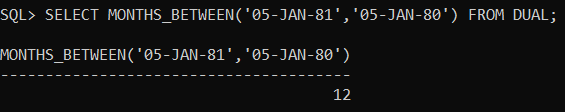 SQL> SELECT MONTHS_BETWEEN('05-JAN-81','05-JAN-80') FROM DUAL;
MONTHS_BETWEEN('05-JAN-81','05-JAN-80')
---------------------------------------
12